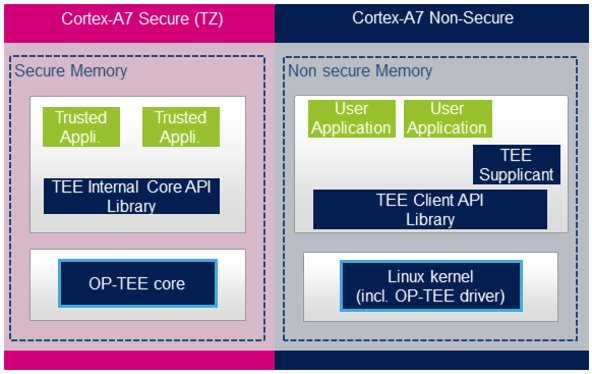 Cortex-A7 Secure (TZ)
Cortex-A7 Non-Secure
Secure Memory
Trusted
Appli.
Trusted
Appli.
TEE Internal Core API
Library
OP-TEE core
Non secure Memory
User
Application
User
Application
TEE
Supplicant
TEE Client API
Library
Linux kernel
(incl. OP-TEE driver)